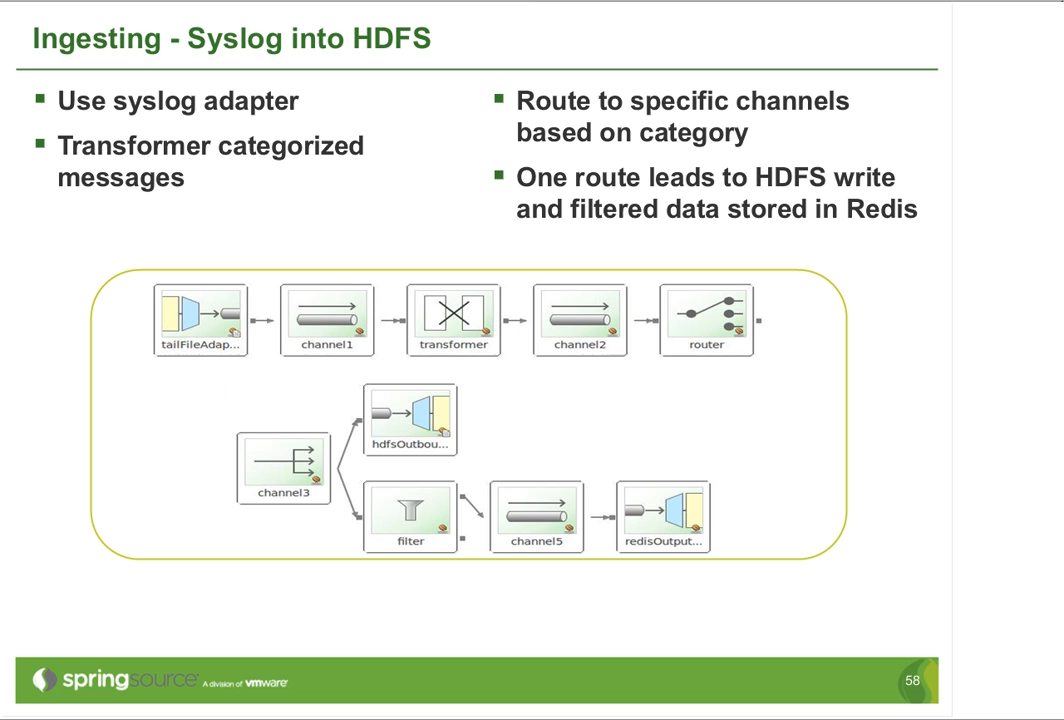 Ingesting - Syslog into HDFS
Use syslog adapter
Transformer categorized
messages
Route to specific channels
based on category
One route leads to HDFS write
and filtered data stored in Redis
tailFileAdap...
channel1
transformer
channel2
router
hdfsOutbou...
channel3
filter
channel5
redisOutput...
springsource A division of vmware
58